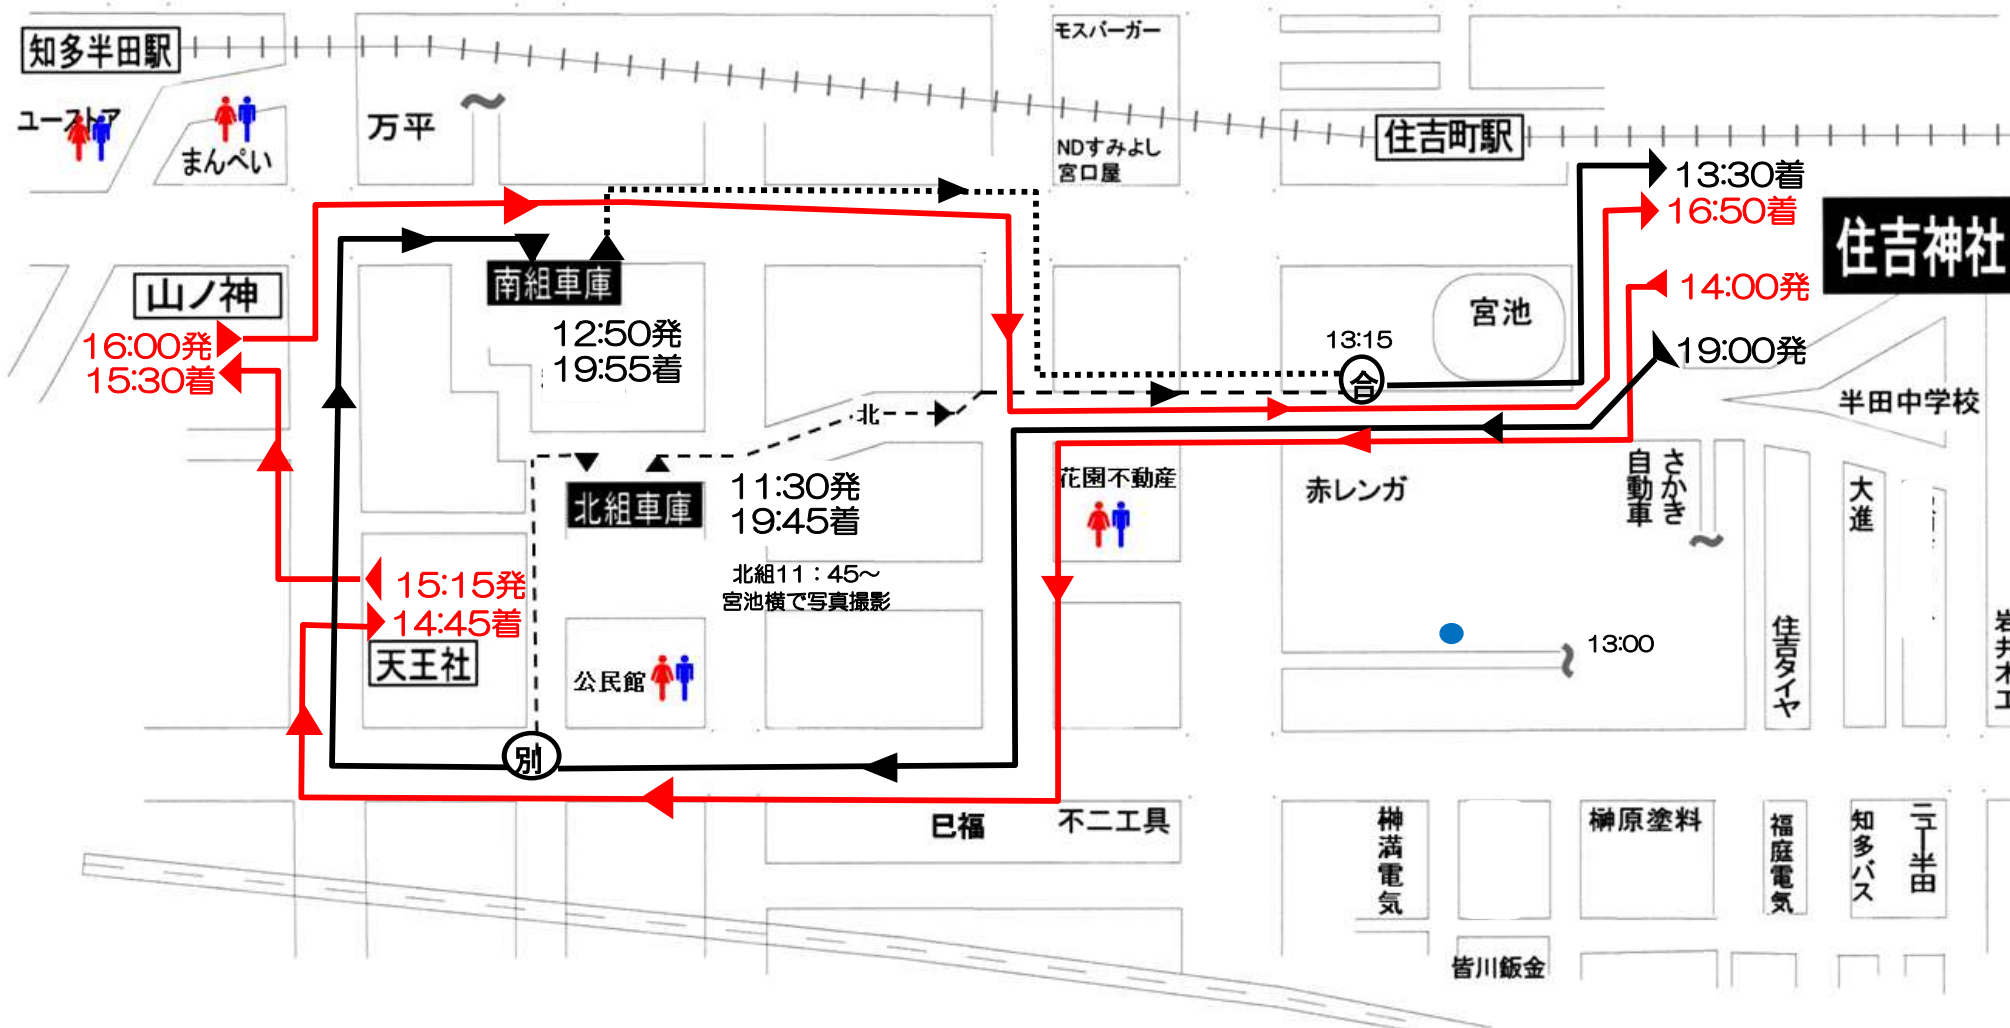 モスバーガー
知多半田駅
ユーストア
まんぺい
万平
住吉町駅
NDすみよし
宮口屋
13:30着
16:50着
住吉神社
14:00発
19:00発
山ノ神
16:00発
15:30着
南組車庫
12:50発
19:55着
宮池
13:15
合
北
半田中学校
北組車庫
11:30発
19:45着
花園不動産
赤レンガ
さかき
自動車
大進
北組11：45～
宮池横で写真撮影
15:15発
14:45着
天王社
公民館
13:00
住吉タイヤ
岩井木工
別
巳福
不二工具
榊満電気
榊原塗料
福庭電気
知多バス
ニュー半田
皆川鈑金